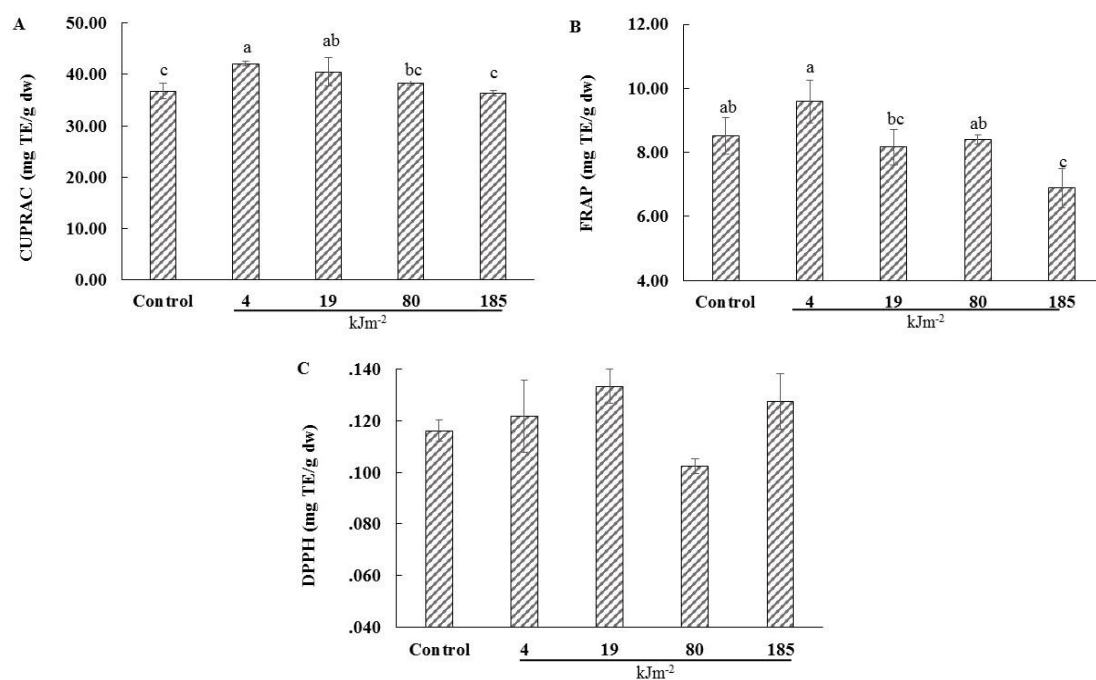 A
CUPRAC (mg TE/g dw)
50.00
40.00
30.00
20.00
10.00
0.00
c
a
ab
bc
c
Control
4
19
80
185
kJm-2
B
FRAP (mg TE/g dw)
12.00
10.00
8.00
6.00
4.00
ab
a
bc
ab
c
Control
4
19
80
185
kJm-2
C
DPPH (mg TE/g dw)
.140
.120
.100
.080
.060
.040
Control
4
19
80
185
kJm-2